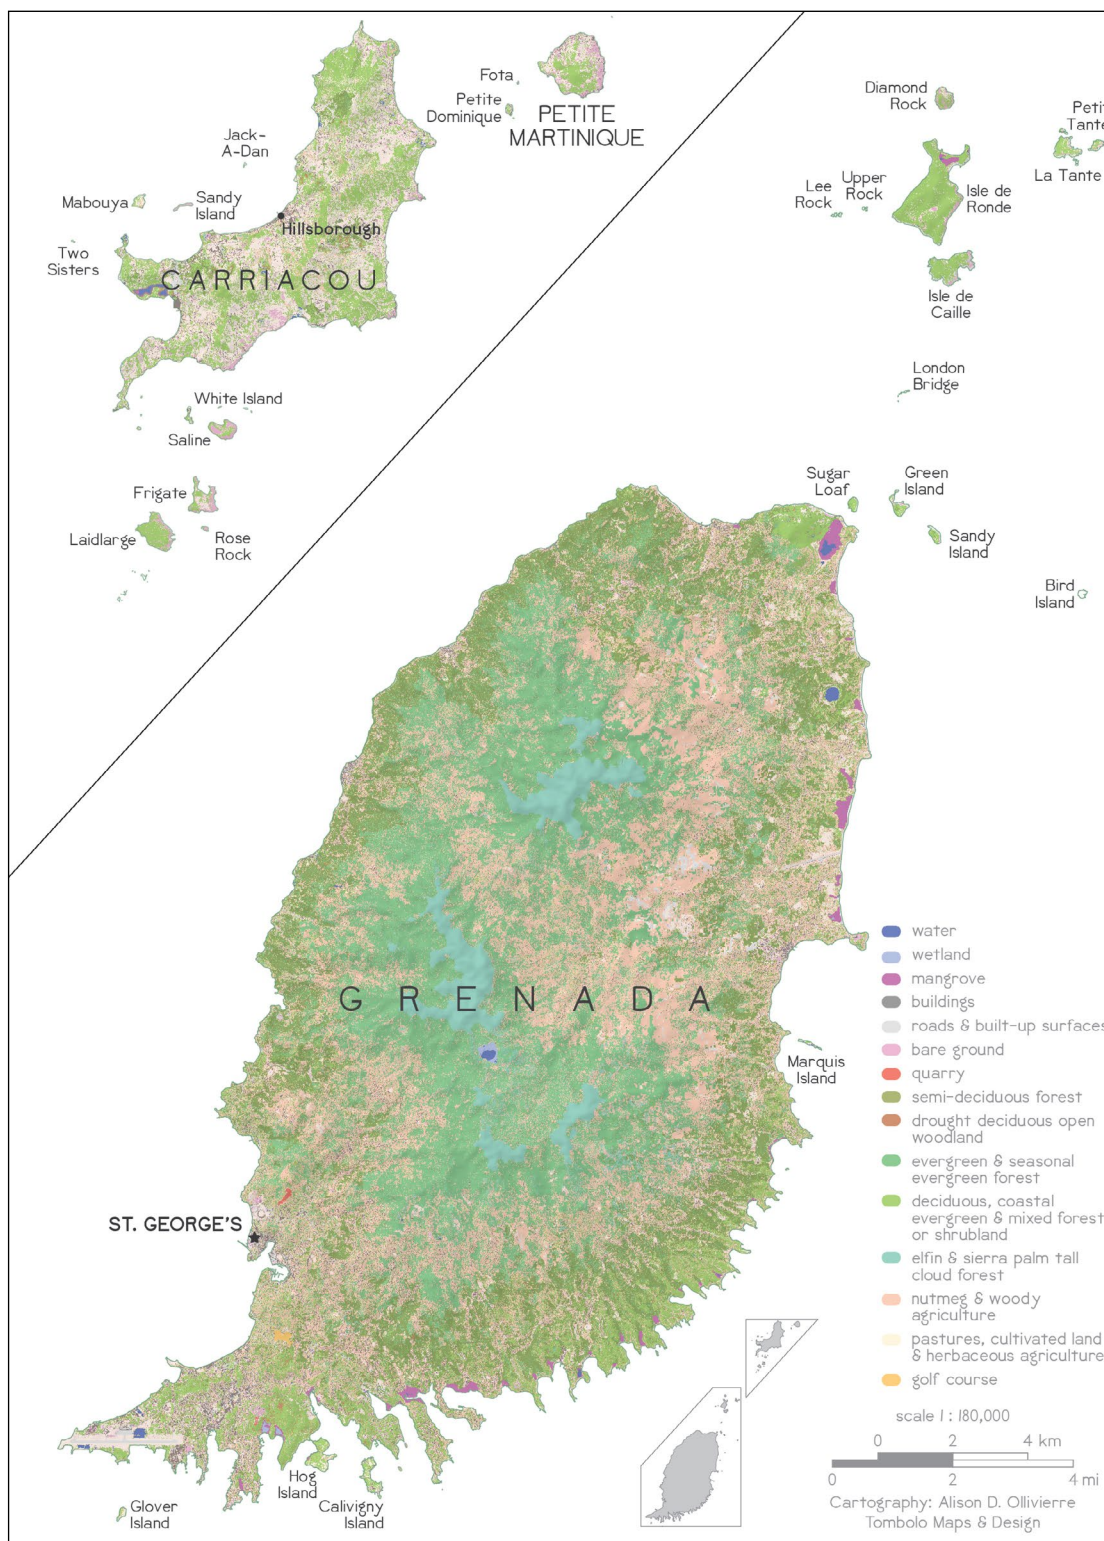 Fota
Petite
Dominique
PETITE
MARTINIQUE
Jack-
A-Dan
Mabouya
Sandy
Island
Hillsborough
Two
Sisters
CARRIACOU
White Island
Saline
Frigate
Laidlarge
Rose
Rock
Diamond
Rock
Petit
Tante
La Tante
Lee
Rock
Upper
Rock
Isle de
Ronde
Isle de
Caille
London
Bridge
Sugar
Loaf
Green
Island
Sandy
Island
Bird
Island
GRENADA
Marquis
Island
ST. GEORGE'S
Hog
Island
Calivigny
Island
Glover
Island
water
wetland
mangrove
buildings
roads & built-up surfaces
bare ground
quarry
semi-deciduous forest
drought deciduous open
woodland
evergreen & seasonal
evergreen forest
deciduous, coastal
evergreen & mixed forest
or shrubland
elfin & sierra palm tall
cloud forest
nutmeg & woody
agriculture
pastures, cultivated land
& herbaceous agriculture
golf course
scale 1 : 180,000
0 2 4 km
0 2 4 mi
Cartography: Alison D. Ollivierre
Tombolo Maps & Design